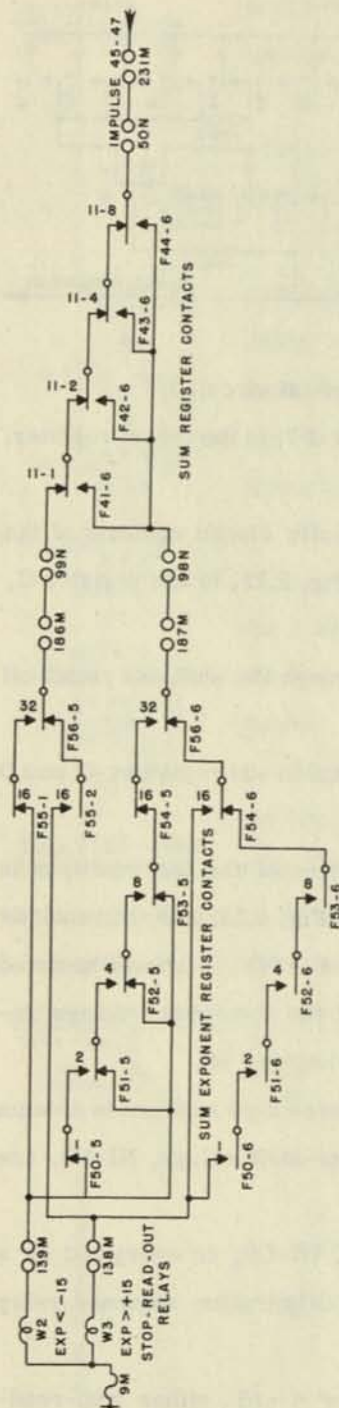 IMPULSE 45-47
231M
50N
11-8
F44-6
11-4
F43-6
11-2
F42-6
11-1
F41-6
SUM REGISTER CONTACTS
99N
98N
186M
187M
32
F56-5
32
F56-6
16
F55-1
16
F55-2
16
F54-5
16
F54-6
8
F53-5
8
F53-6
4
F52-5
4
F52-6
2
F51-5
2
F51-6
1
F50-5
1
F50-6
SUM EXPONENT REGISTER CONTACTS
139M
138M
W2
EXP<-15
W3
EXP>+15
STOP-READ-OUT
RELAYS
9M